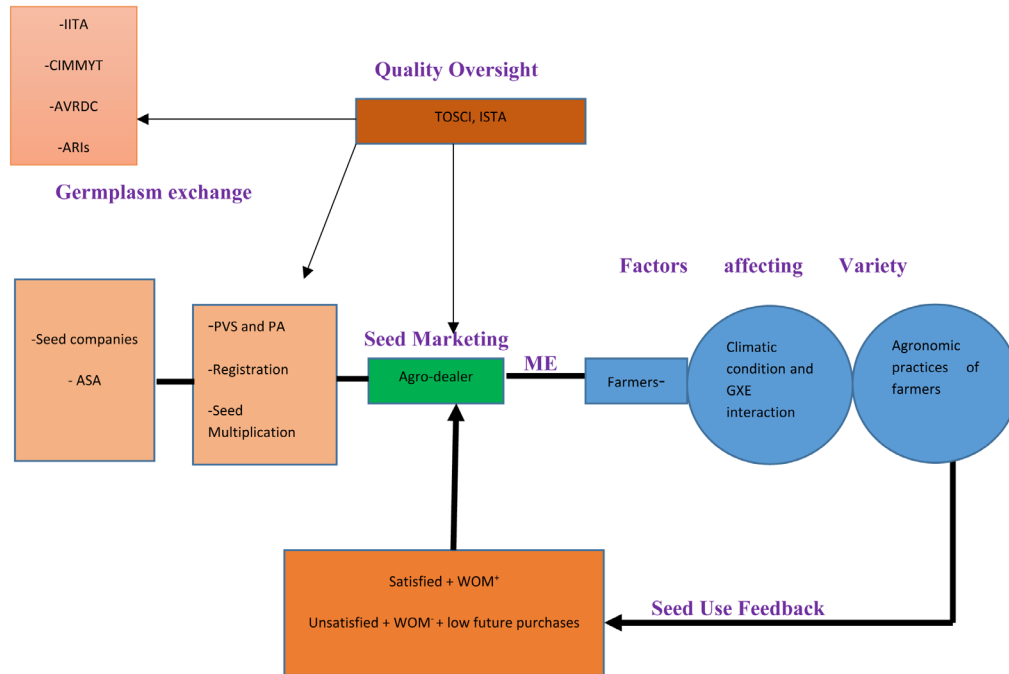 -IITA
-CIMMYT
-AVRDC
-ARIs
Quality Oversight
TOSCI, ISTA
Germplasm exchange
Factors affecting Variety
-Seed companies
- ASA
-PVS and PA
-Registration
-Seed
Multiplication
Seed Marketing
Agro-dealer
ME
Farmers-
Climatic
condition and
GXE
interaction
Agronomic
practices of
farmers
Satisfied + WOM⁺
Unsatisfied + WOM⁻ + low future purchases
Seed Use Feedback